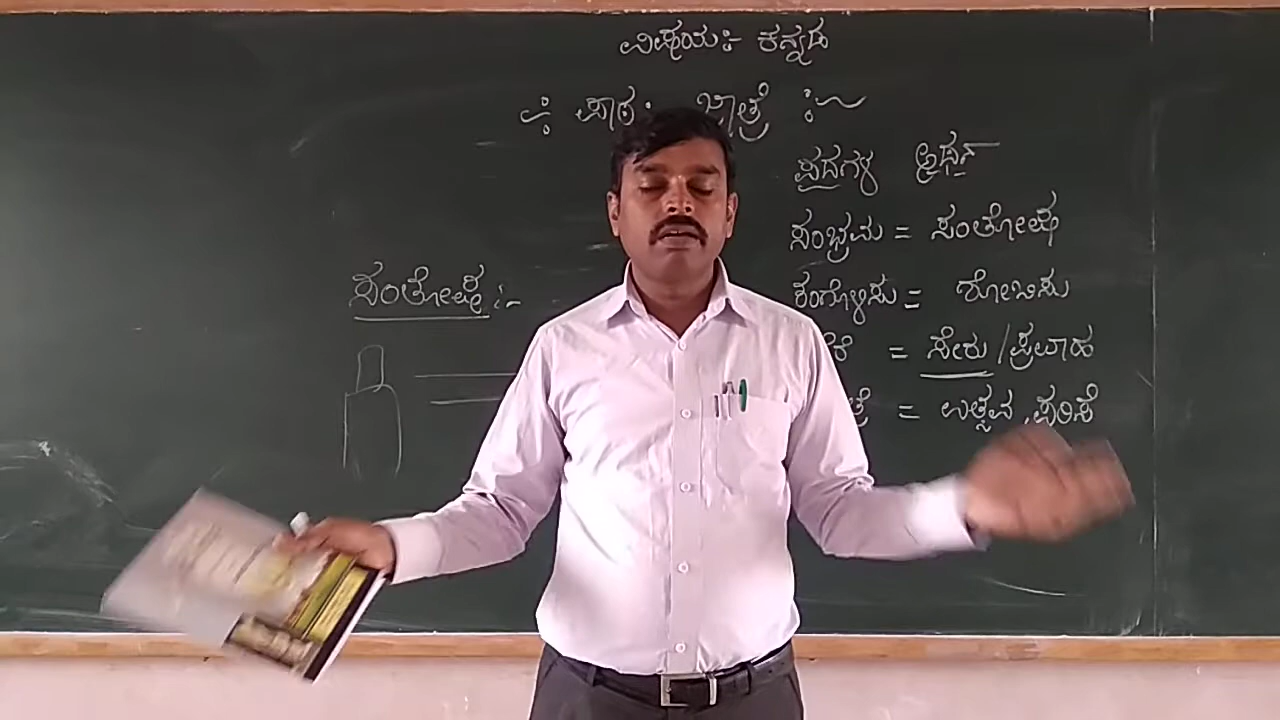 ವಿಷಯ:- ಕನ್ನಡ
ಪಾಠ: ಜಾತ್ರೆ :~
ಪದಗಳ ಅರ್ಥ
ಸಂಭ್ರಮ = ಸಂತೋಷ
ಕಂಗೊಳಿಸು = ಶೋಬಿಸು
= ಸೇರು/ಪ್ರವಾಹ
= ಉತ್ಸವ, ಪರಿಸೆ
ಸಂತೋಷ :-